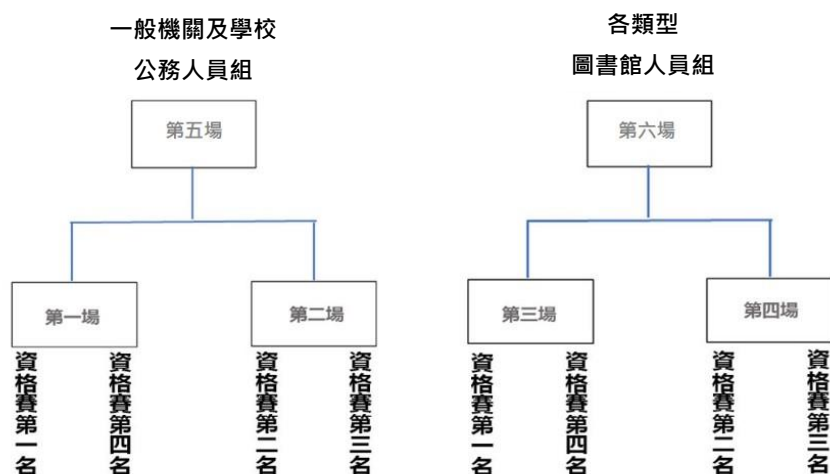 一般機關及學校
公務人員組
各類型
圖書館人員組
第五場
第六場
第一場
第二場
第三場
第四場
資格賽第一名
資格賽第四名
資格賽第二名
資格賽第三名
資格賽第一名
資格賽第四名
資格賽第二名
資格賽第三名